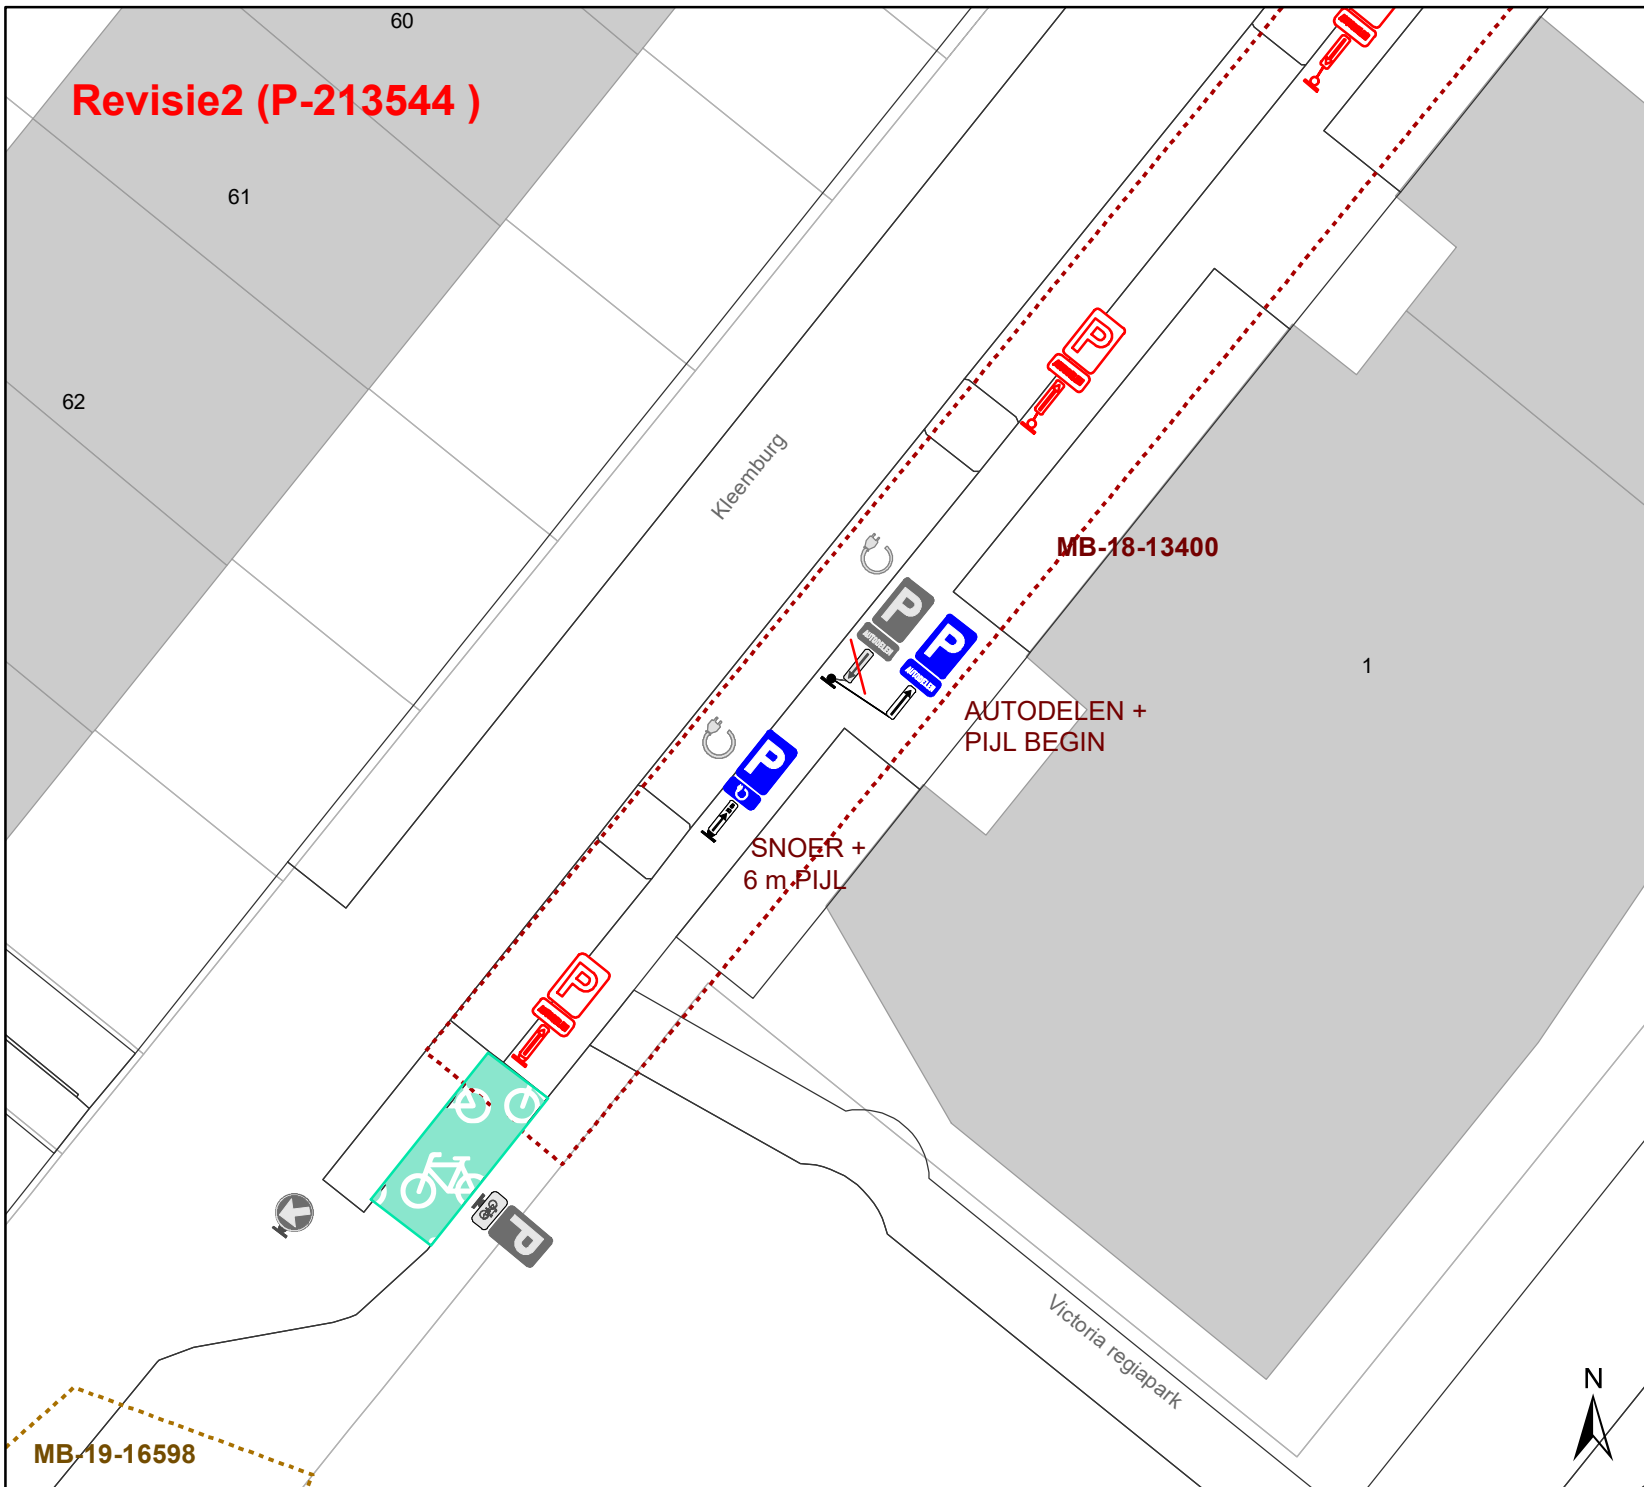 60
Revisie2 (P-213544 )
61
62
Kleemburg
MB-18-13400
P
P
P
AUTODELEN
P
1
AUTODELEN +
PIJL BEGIN
P
SNOER +
6 m PIJL
P
P
Victoria regiapark
N
MB-19-16598